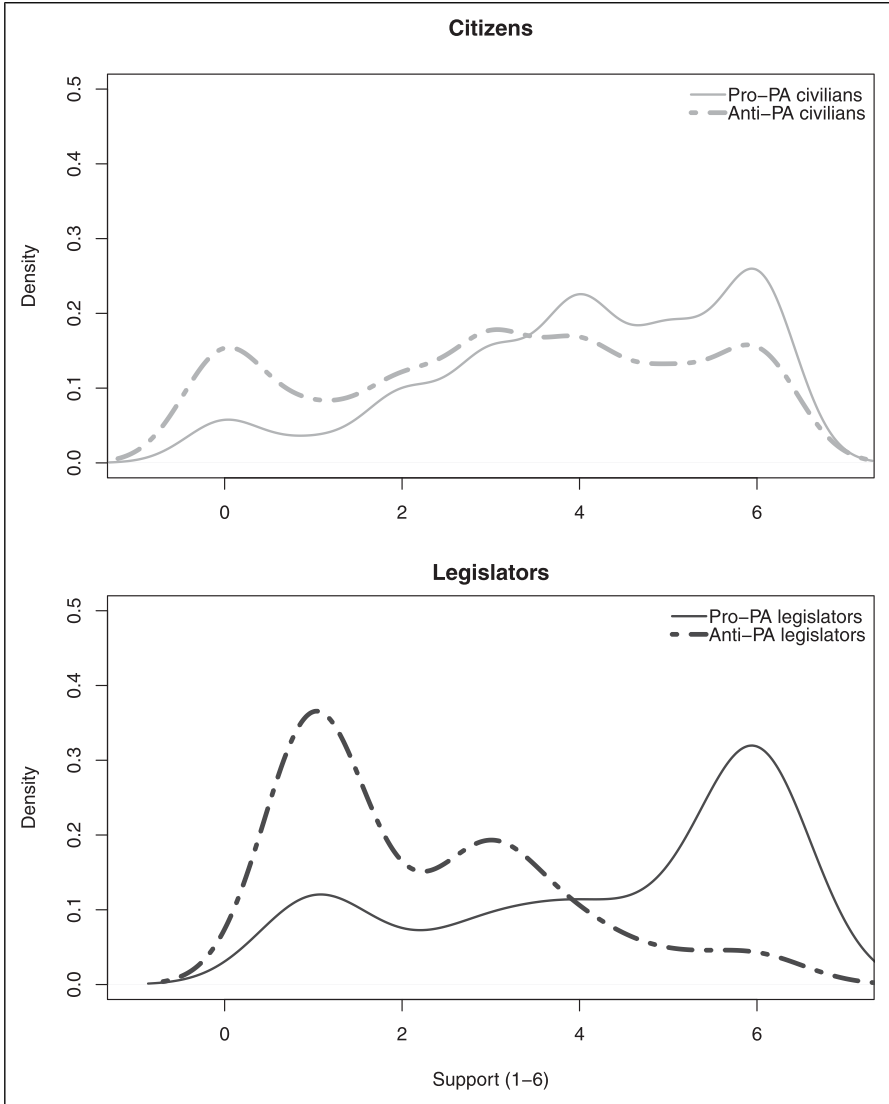 Citizens
Pro−PA civilians
Anti−PA civilians
0.5
0.4
0.3
0.2
0.1
0.0
Density
0 2 4 6
Legislators
Pro−PA legislators
Anti−PA legislators
0.5
0.4
0.3
0.2
0.1
0.0
Density
0 2 4 6
Support (1−6)